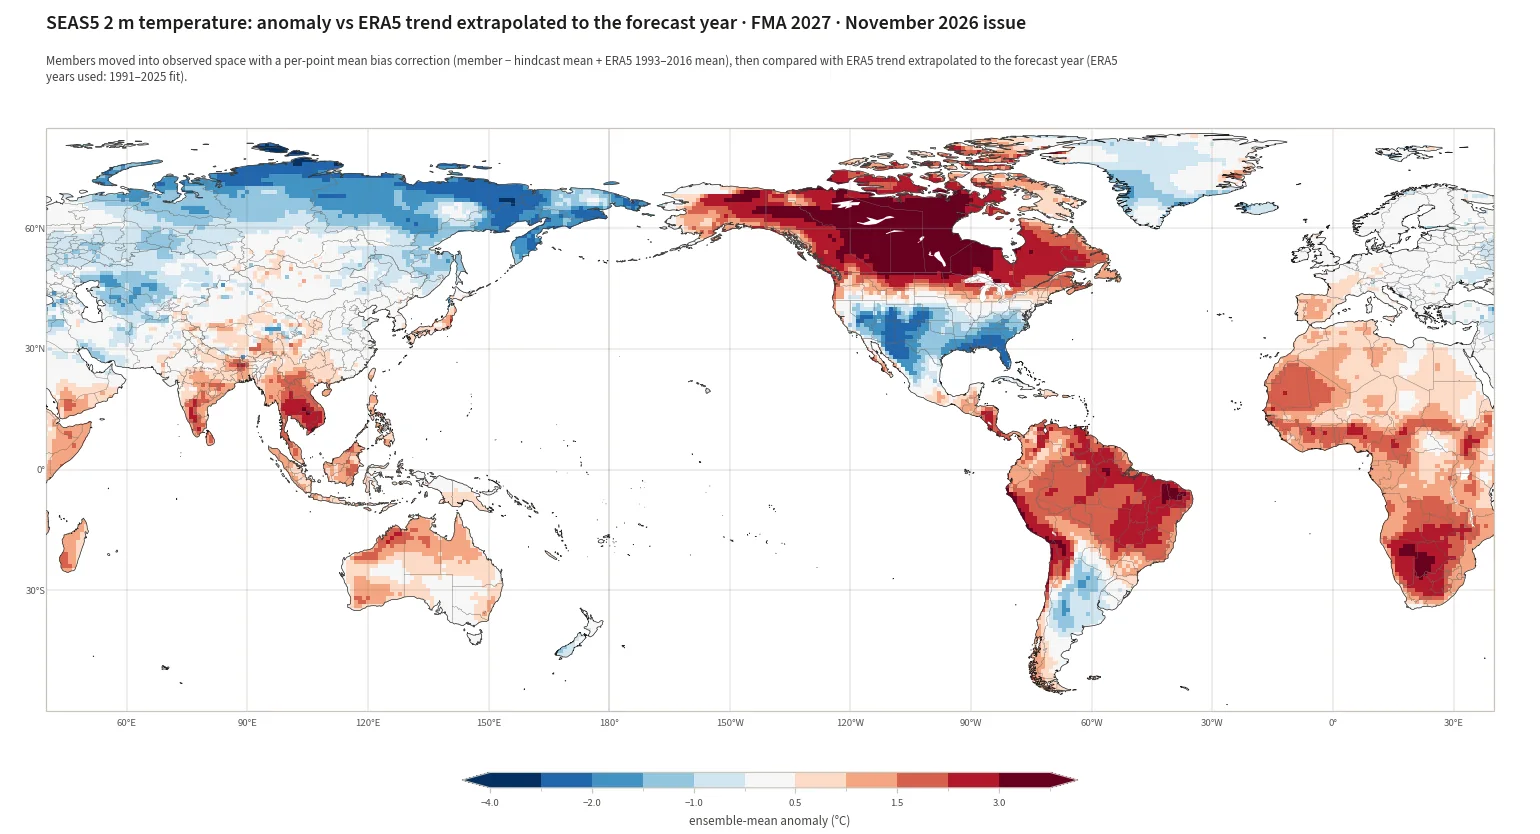 SEAS5 2 m temperature: anomaly vs ERA5 trend extrapolated to the forecast year · FMA 2027 · November 2026 issue
Members moved into observed space with a per-point mean bias correction (member − hindcast mean + ERA5 1993–2016 mean), then compared with ERA5 trend extrapolated to the forecast year (ERA5
years used: 1991–2025 fit).
60°N
30°N
0°
30°S
60°E 90°E 120°E 150°E 180° 150°W 120°W 90°W 60°W 30°W 0° 30°E
−4.0 −2.0 −1.0 0.5 1.5 3.0
ensemble-mean anomaly (°C)